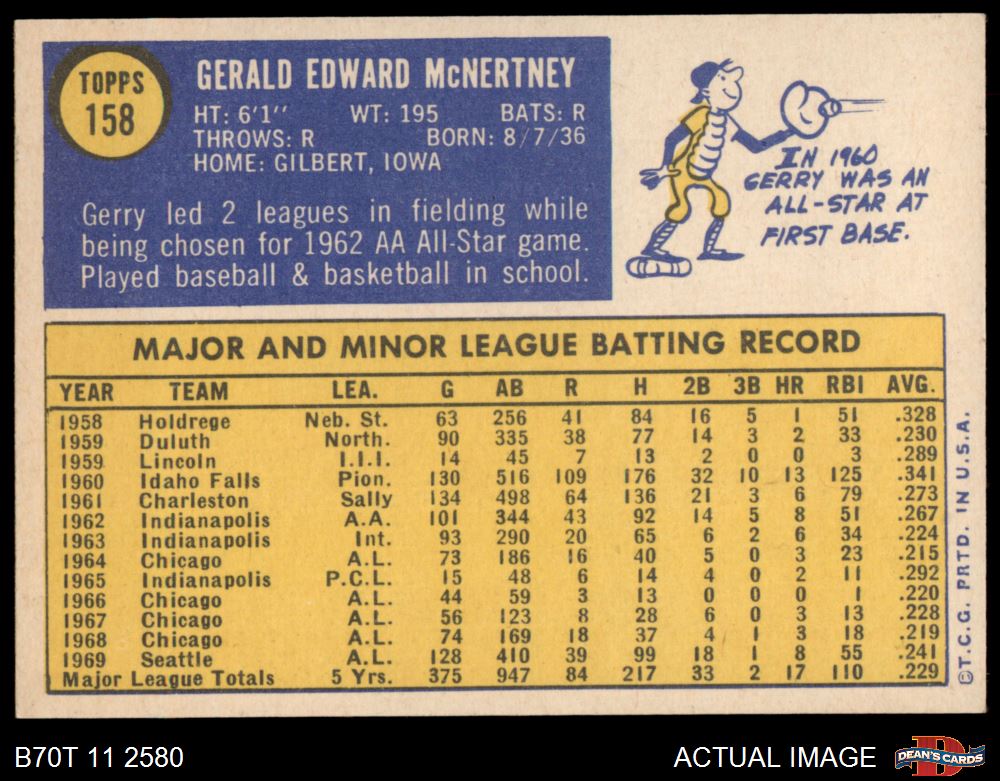 TOPPS
158
GERALD EDWARD McNERTNEY
HT: 6'1'' WT: 195 BATS: R
THROWS: R BORN: 8/7/36
HOME: GILBERT, IOWA
Gerry led 2 leagues in fielding while
being chosen for 1962 AA All-Star game.
Played baseball & basketball in school.
IN 1960
GERRY WAS AN
ALL-STAR AT
FIRST BASE.
MAJOR AND MINOR LEAGUE BATTING RECORD
YEAR TEAM LEA. G AB R H 2B 3B HR RBI AVG.
1958 Holdrege Neb. St. 63 256 41 84 16 5 1 51 .328
1959 Duluth North. 90 335 38 77 14 3 2 33 .230
1959 Lincoln I.I.I. 14 45 7 13 2 0 0 3 .289
1960 Idaho Falls Pion. 130 516 109 176 32 10 13 125 .341
1961 Charleston Sally 134 498 64 136 21 3 6 79 .273
1962 Indianapolis A.A. 101 344 43 92 14 5 8 51 .267
1963 Indianapolis Int. 93 290 20 65 6 2 6 34 .224
1964 Chicago A.L. 73 186 16 40 5 0 3 23 .215
1965 Indianapolis P.C.L. 15 48 6 14 4 0 2 11 .292
1966 Chicago A.L. 44 59 3 13 0 0 0 1 .220
1967 Chicago A.L. 56 123 8 28 6 0 3 13 .228
1968 Chicago A.L. 74 169 18 37 4 1 3 18 .219
1969 Seattle A.L. 128 410 39 99 18 1 8 55 .241
Major League Totals 5 Yrs. 375 947 84 217 33 2 17 110 .229
©T.C.G. PRTD. IN U.S.A.
B70T 11 2580 ACTUAL IMAGE
D
DEAN'S CARDS